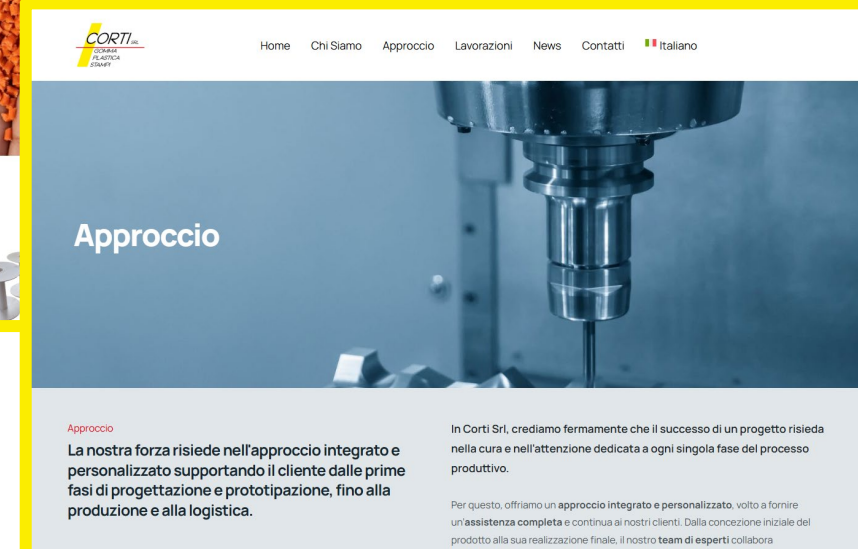 CORTI SRL
GOMMA
PLASTICA
STAMPI
Home Chi Siamo Approccio Lavorazioni News Contatti Italiano
Approccio
Approccio
La nostra forza risiede nell'approccio integrato e
personalizzato supportando il cliente dalle prime
fasi di progettazione e prototipazione, fino alla
produzione e alla logistica.
In Corti Srl, crediamo fermamente che il successo di un progetto risieda
nella cura e nell'attenzione dedicata a ogni singola fase del processo
produttivo.
Per questo, offriamo un approccio integrato e personalizzato, volto a fornire
un'assistenza completa e continua ai nostri clienti. Dalla concezione iniziale del
prodotto alla sua realizzazione finale, il nostro team di esperti collabora